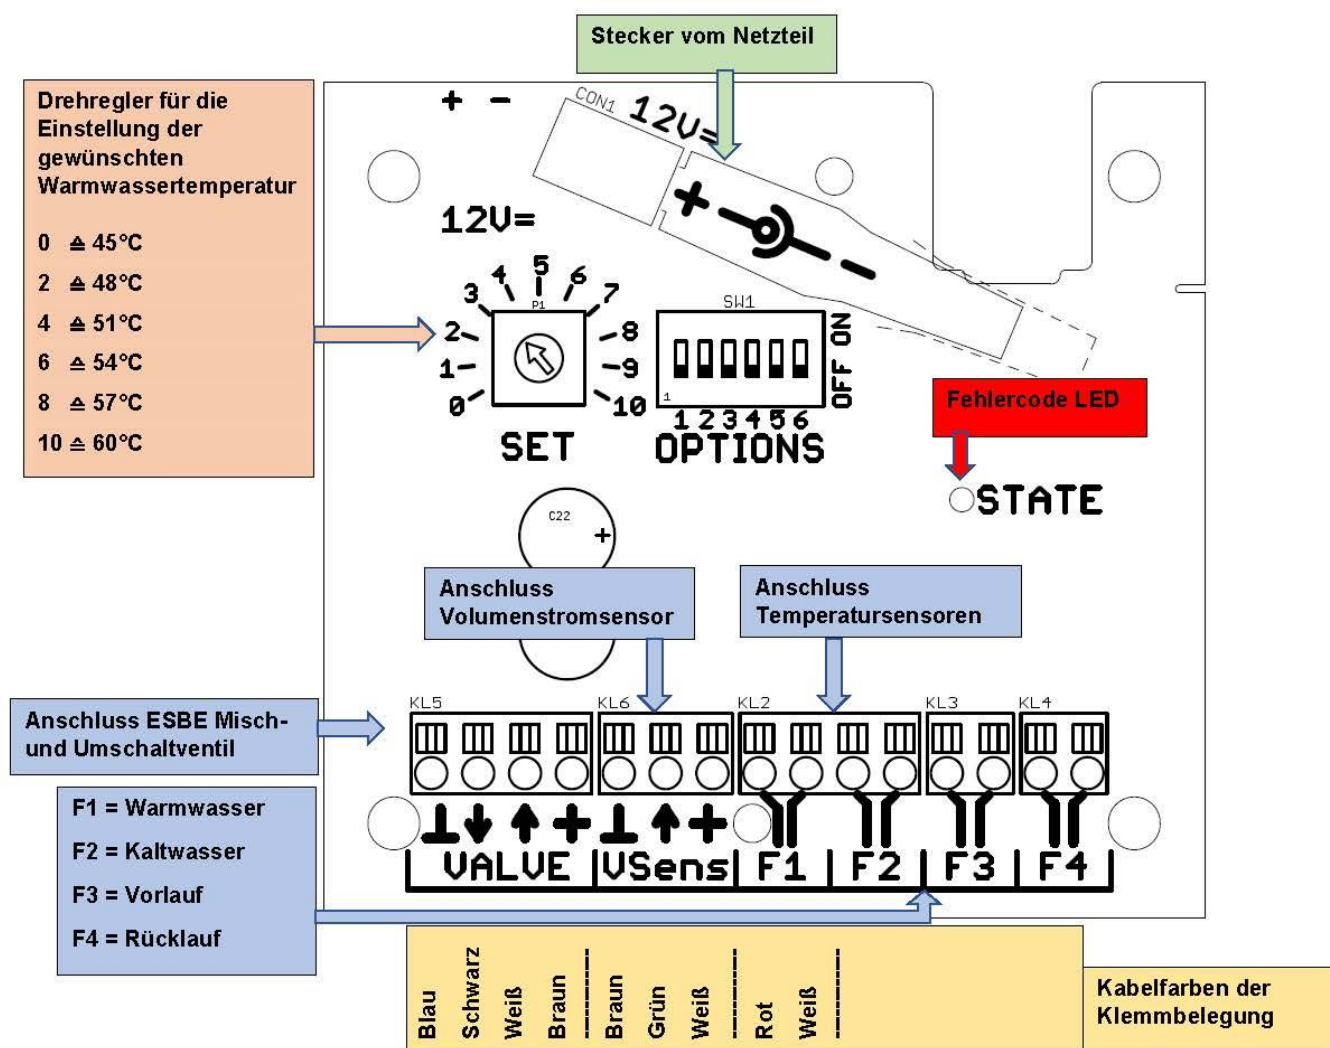 Stecker vom Netzteil
Drehregler für die
Einstellung der
gewünschten
Warmwassertemperatur
0 ≙ 45°C
2 ≙ 48°C
4 ≙ 51°C
6 ≙ 54°C
8 ≙ 57°C
10 ≙ 60°C
+ -
CON1
12V=
+ -
12V=
0 1 2 3 4 5 6 7 8 9 10
P1
SET
SW1
1
1 2 3 4 5 6
OFF ON
OPTIONS
Fehlercode LED
STATE
C22
+
Anschluss
Volumenstromsensor
Anschluss
Temperatursensoren
Anschluss ESBE Misch-
und Umschaltventil
KL5 KL6 KL2 KL3 KL4
F1 = Warmwasser
F2 = Kaltwasser
F3 = Vorlauf
F4 = Rücklauf
⊥ ↓ ↑ + ⊥ ↑ +
VALVE VSens F1 F2 F3 F4
Blau
Schwarz
Weiß
Braun
Braun
Grün
Weiß
Rot
Weiß
Kabelfarben der
Klemmbelegung